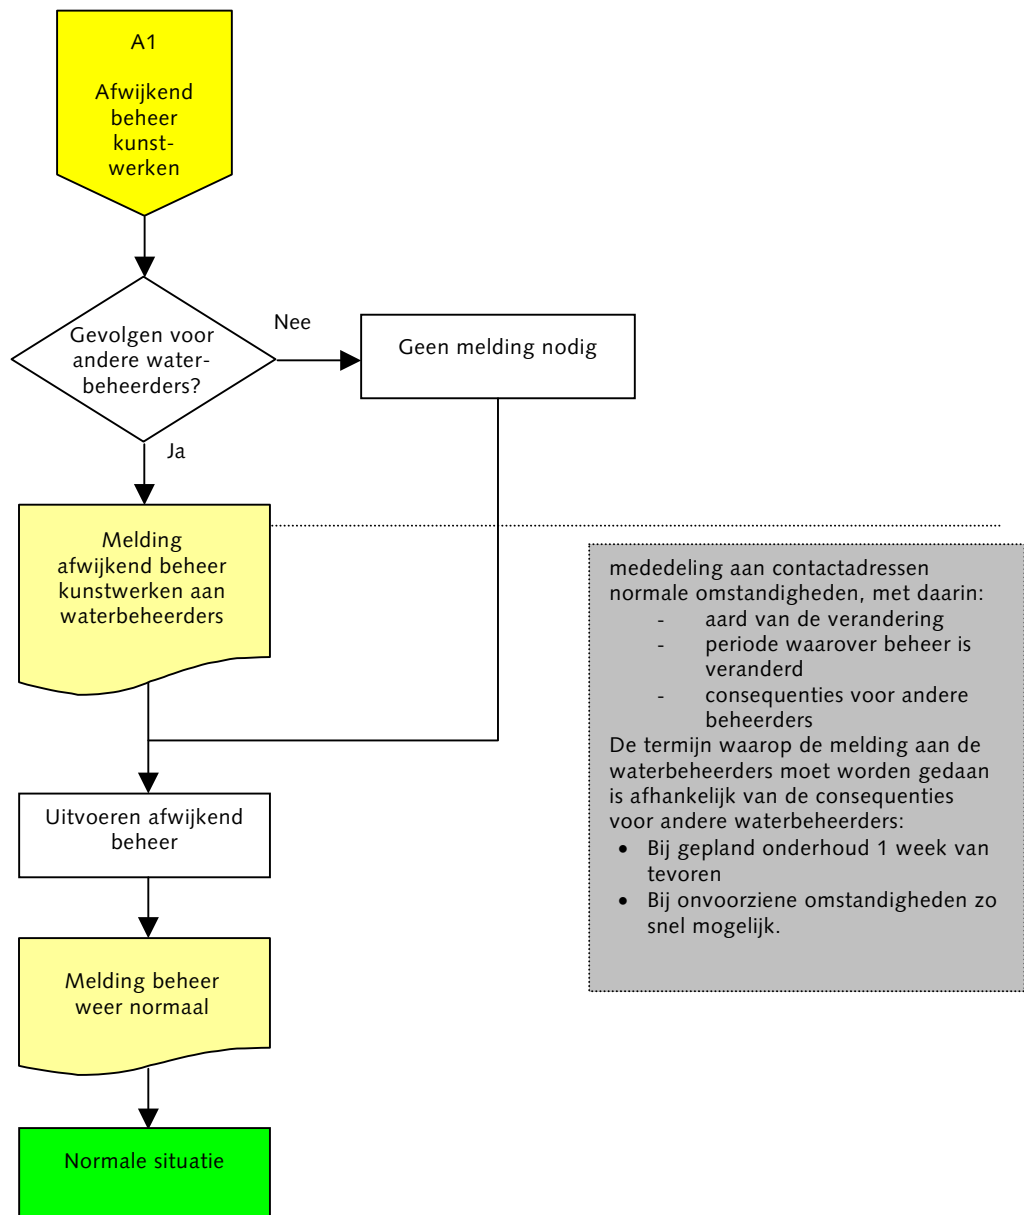 A1
Afwijkend
beheer
kunst-
werken
Gevolgen voor
andere water-
beheerders?
Nee
Geen melding nodig
Ja
Melding
afwijkend beheer
kunstwerken aan
waterbeheerders
mededeling aan contactadressen
normale omstandigheden, met daarin:
- aard van de verandering
- periode waarover beheer is
veranderd
- consequenties voor andere
beheerders
De termijn waarop de melding aan de
waterbeheerders moet worden gedaan
is afhankelijk van de consequenties
voor andere waterbeheerders:
• Bij gepland onderhoud 1 week van
tevoren
• Bij onvoorziene omstandigheden zo
snel mogelijk.
Uitvoeren afwijkend
beheer
Melding beheer
weer normaal
Normale situatie